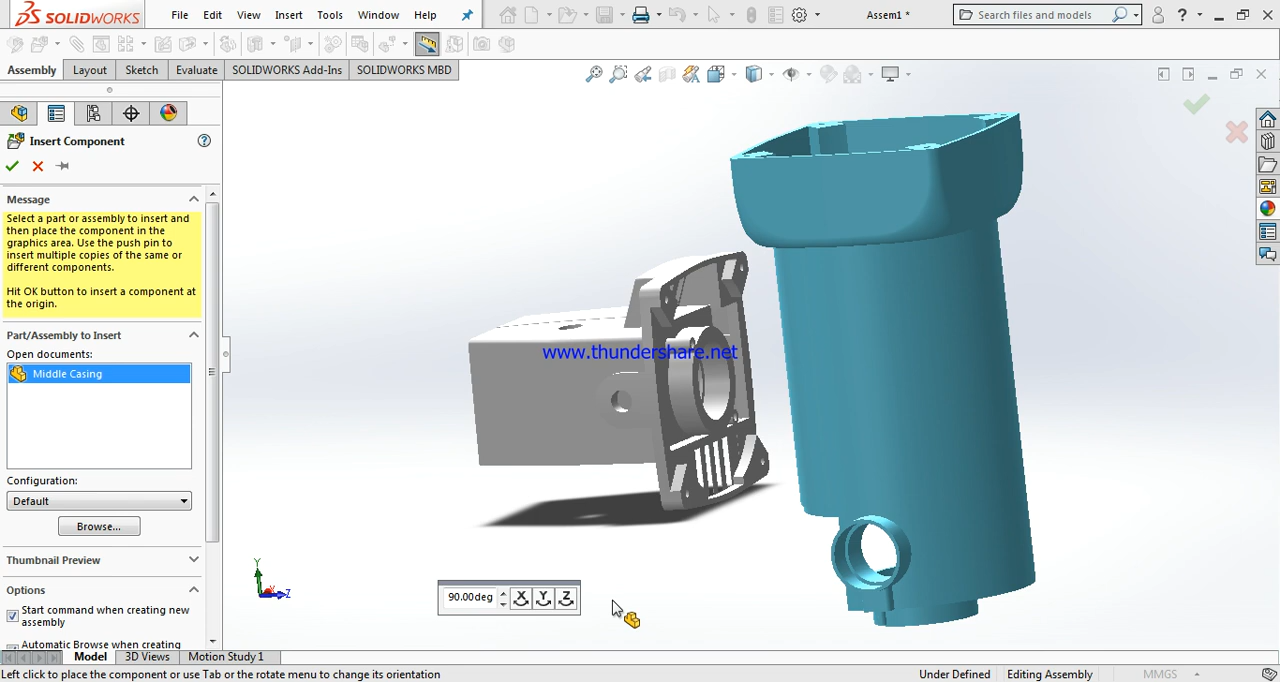 DS SOLIDWORKS File Edit View Insert Tools Window Help Assem1 * Search files and models ?
Assembly Layout Sketch Evaluate SOLIDWORKS Add-Ins SOLIDWORKS MBD
Insert Component ?
Message
Select a part or assembly to insert and
then place the component in the
graphics area. Use the push pin to
insert multiple copies of the same or
different components.
Hit OK button to insert a component at
the origin.
Part/Assembly to Insert
Open documents:
Middle Casing
Configuration:
Default
Browse...
Thumbnail Preview
Options
Start command when creating new
assembly
Automatic Browse when creating
www.thundershare.net
Y
Z
90.00deg X Y Z
Model 3D Views Motion Study 1
Left click to place the component or use Tab or the rotate menu to change its orientation Under Defined Editing Assembly MMGS